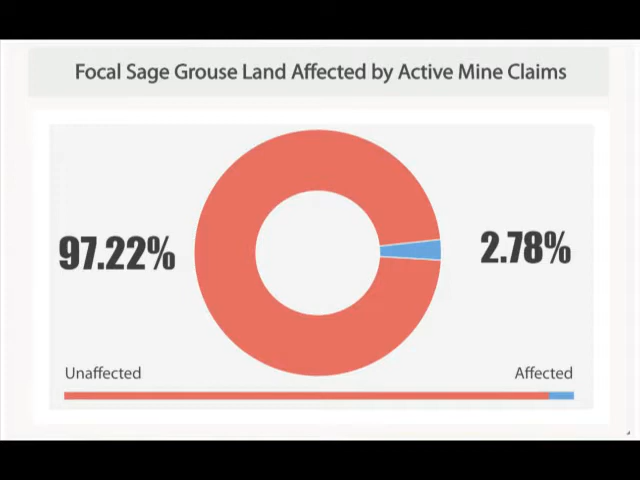 Focal Sage Grouse Land Affected by Active Mine Claims
97.22%
2.78%
Unaffected
Affected